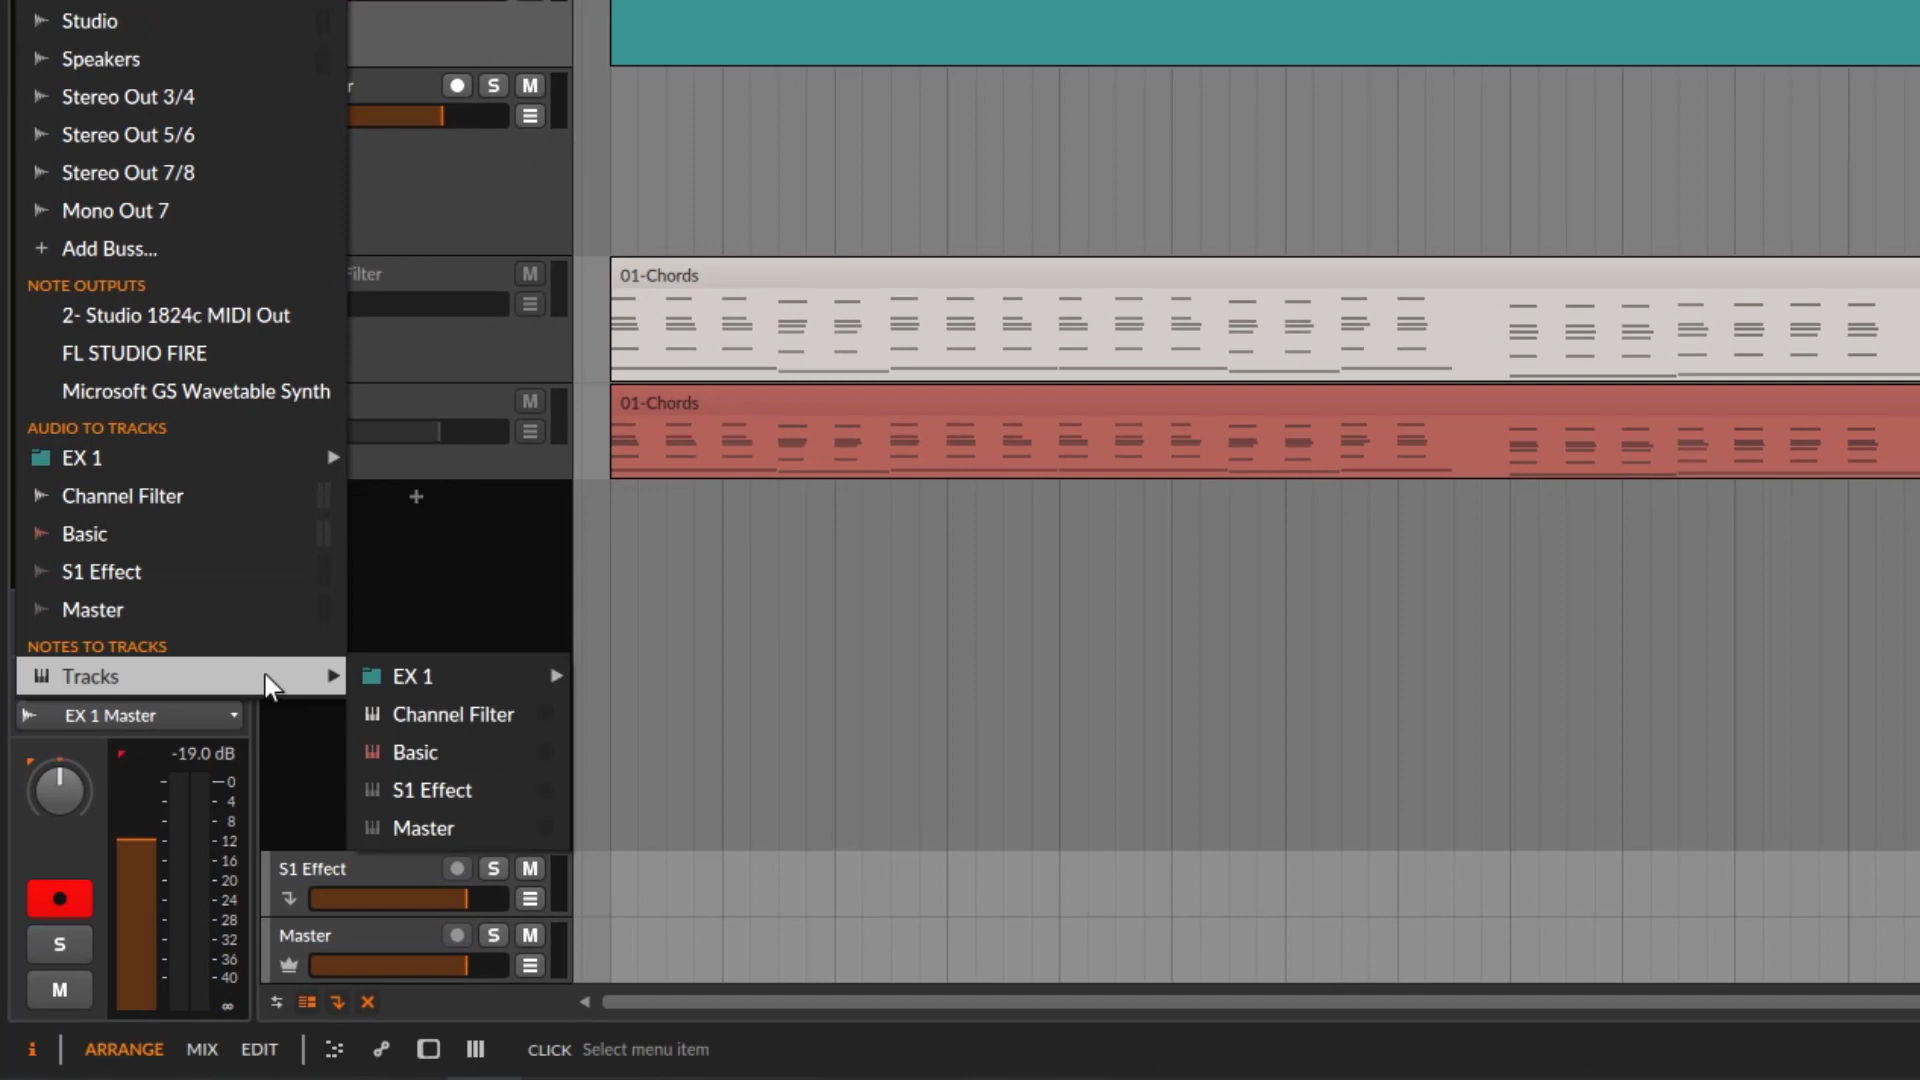 Studio
Speakers
Stereo Out 3/4
Stereo Out 5/6
Stereo Out 7/8
Mono Out 7
+ Add Buss...
NOTE OUTPUTS
2- Studio 1824c MIDI Out
FL STUDIO FIRE
Microsoft GS Wavetable Synth
AUDIO TO TRACKS
EX 1
Channel Filter
Basic
S1 Effect
Master
NOTES TO TRACKS
Tracks
EX 1
Channel Filter
Basic
S1 Effect
Master
EX 1 Master
-19.0 dB
0
4
8
12
16
20
24
28
32
36
40
∞
S
M
r
S M
Filter
M
M
+
01-Chords
01-Chords
S1 Effect S M
Master S M
i ARRANGE MIX EDIT CLICK Select menu item